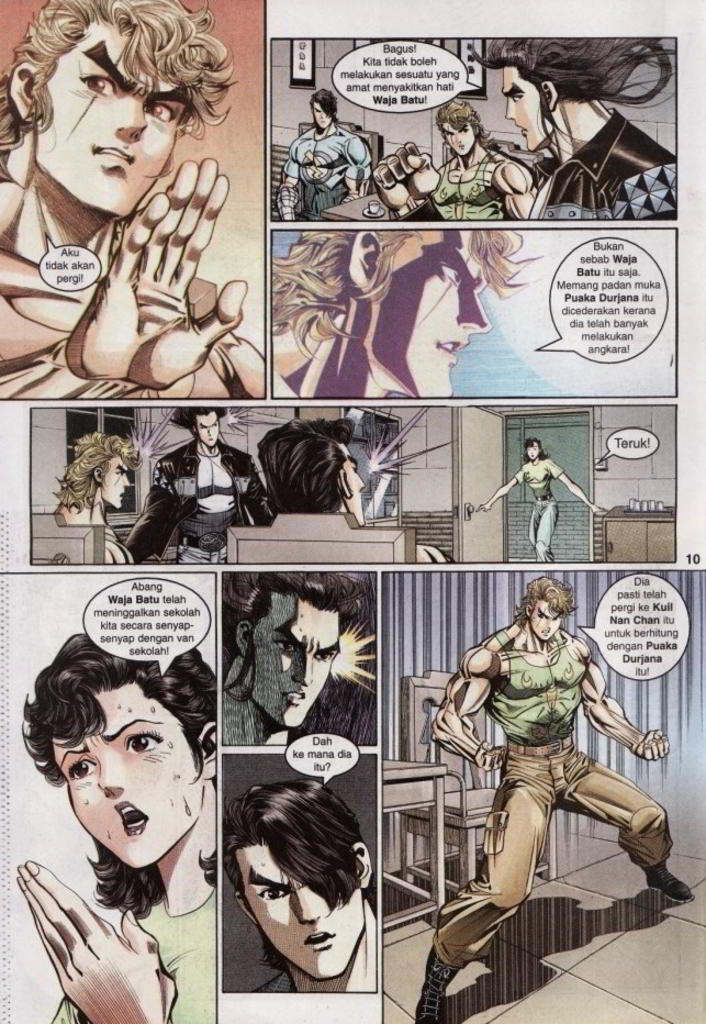 Aku
tidak akan
pergi!
Bagus!
Kita tidak boleh
melakukan sesuatu yang
amat menyakitkan hati
Waja Batu!
Bukan
sebab Waja
Batu itu saja.
Memang padan muka
Puaka Durjana itu
dicederakan kerana
dia telah banyak
melakukan
angkara!
Teruk!
10
Abang
Waja Batu telah
meninggalkan sekolah
kita secara senyap-
senyap dengan van
sekolah!
Dah
ke mana dia
itu?
Dia
pasti telah
pergi ke Kuil
Nan Chan itu
untuk berhitung
dengan Puaka
Durjana
itu!